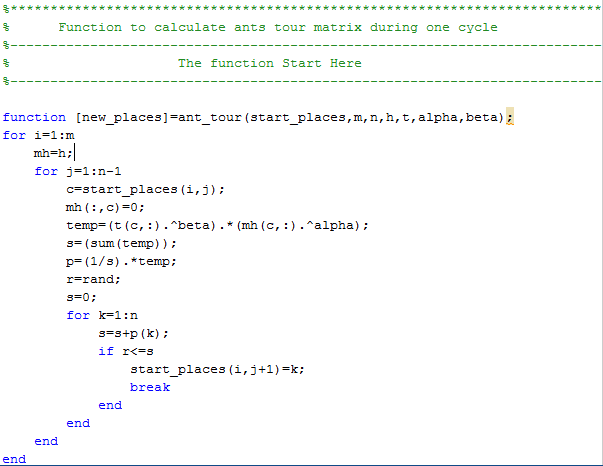 %****************************************************************************
%      Function to calculate ants tour matrix during one cycle
%----------------------------------------------------------------------------
%                     The function Start Here
%----------------------------------------------------------------------------
function [new_places]=ant_tour(start_places,m,n,h,t,alpha,beta);
for i=1:m
    mh=h;
    for j=1:n-1
        c=start_places(i,j);
        mh(:,c)=0;
        temp=(t(c,:).^beta).*(mh(c,:).^alpha);
        s=(sum(temp));
        p=(1/s).*temp;
        r=rand;
        s=0;
        for k=1:n
            s=s+p(k);
            if r<=s
                start_places(i,j+1)=k;
                break
            end
        end
    end
end